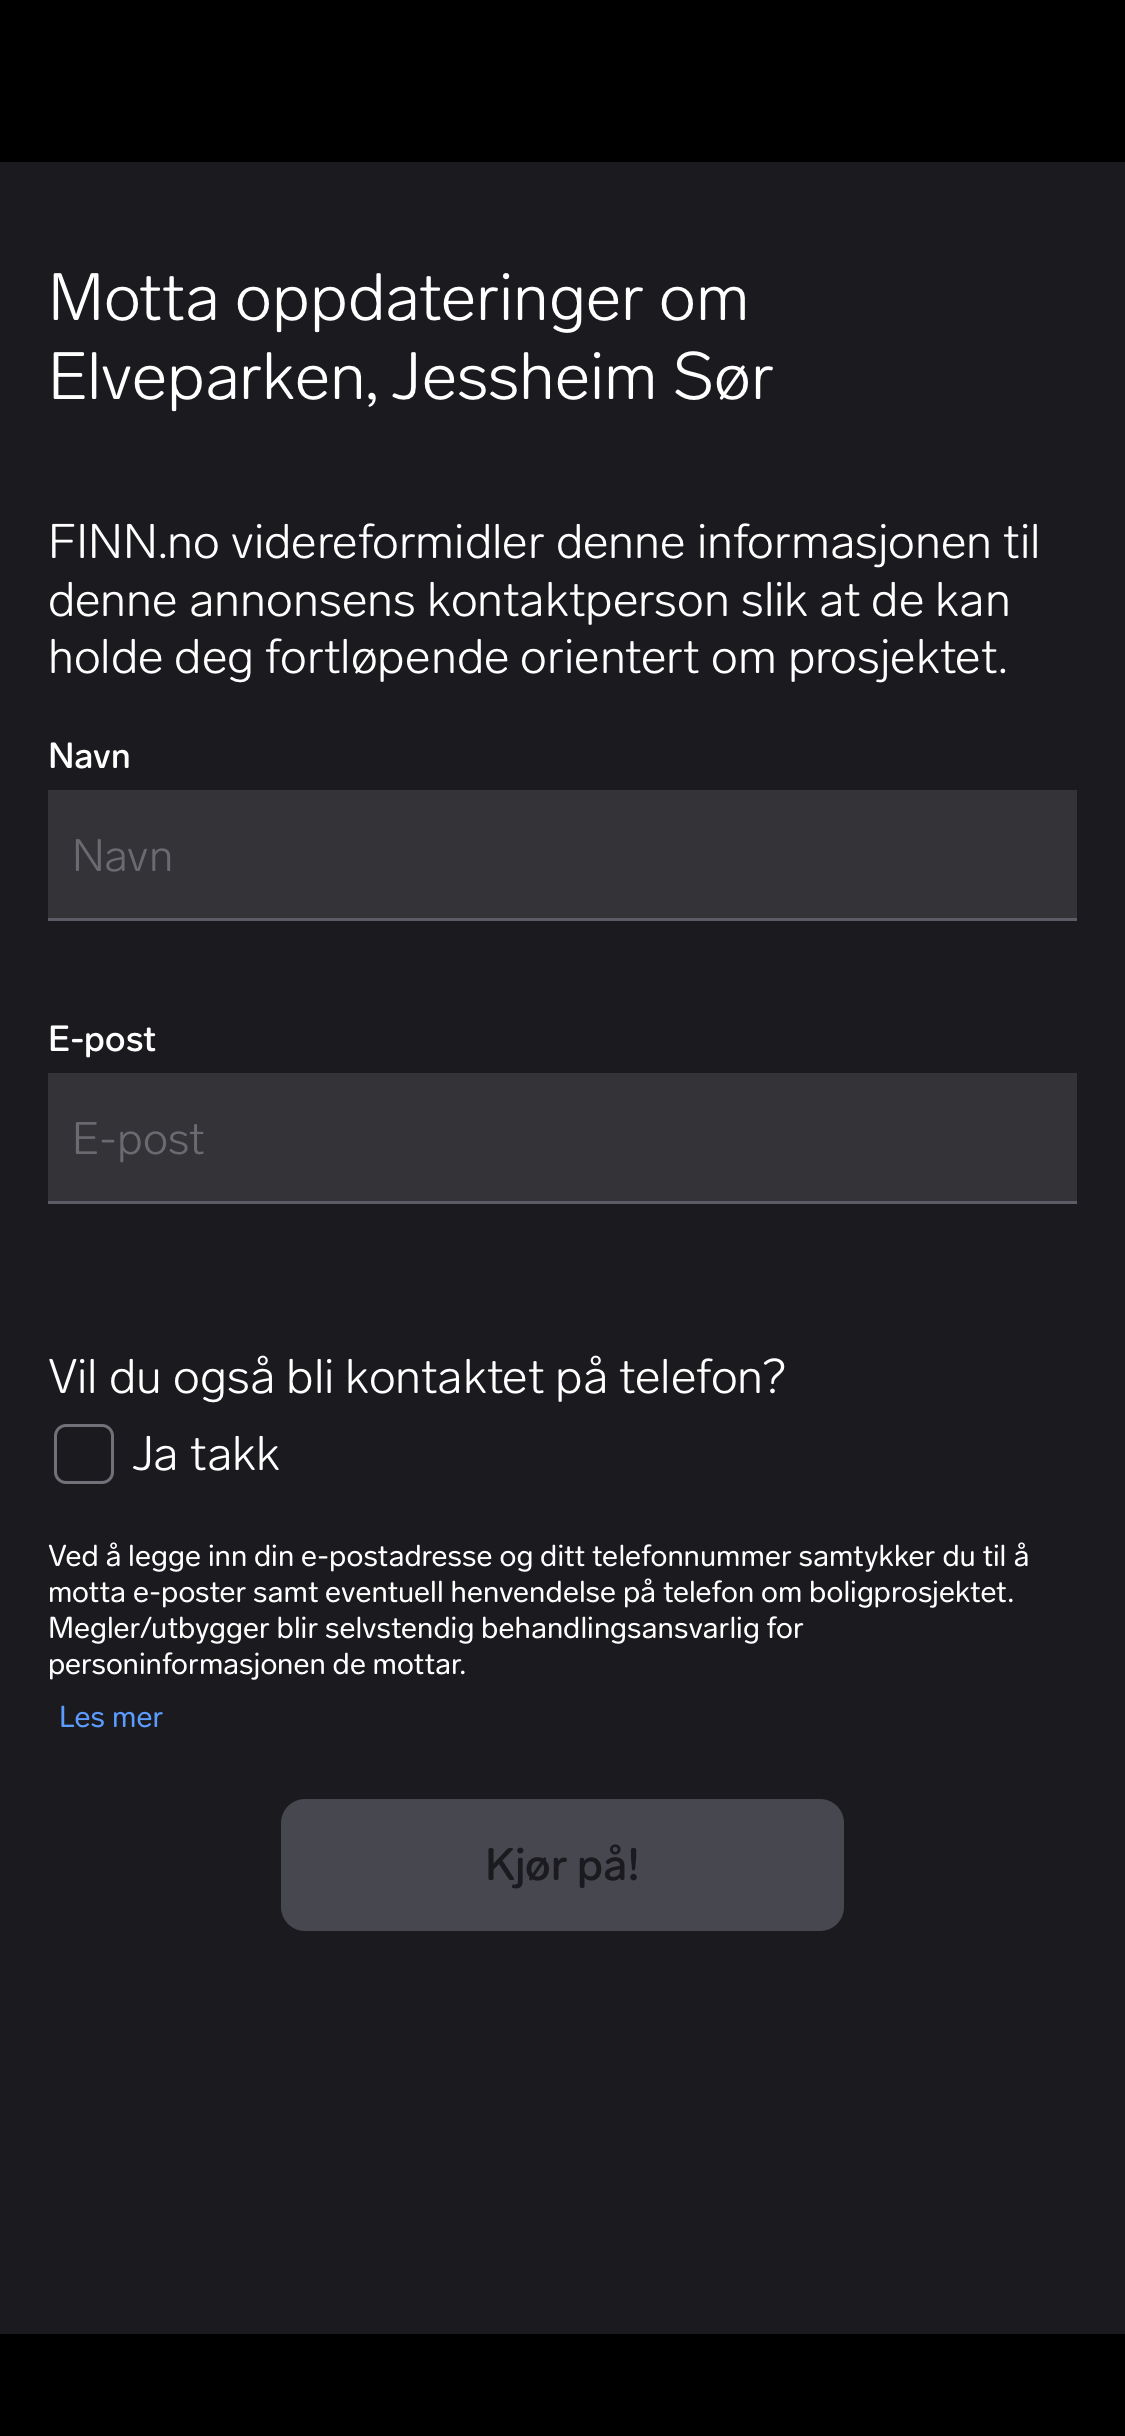 Motta oppdateringer om
Elveparken, Jessheim Sør
FINN.no videreformidler denne informasjonen til
denne annonsens kontaktperson slik at de kan
holde deg fortløpende orientert om prosjektet.
Navn
Navn
E-post
E-post
Vil du også bli kontaktet på telefon?
Ja takk
Ved å legge inn din e-postadresse og ditt telefonnummer samtykker du til å
motta e-poster samt eventuell henvendelse på telefon om boligprosjektet.
Megler/utbygger blir selvstendig behandlingsansvarlig for
personinformasjonen de mottar.
Les mer
Kjør på!